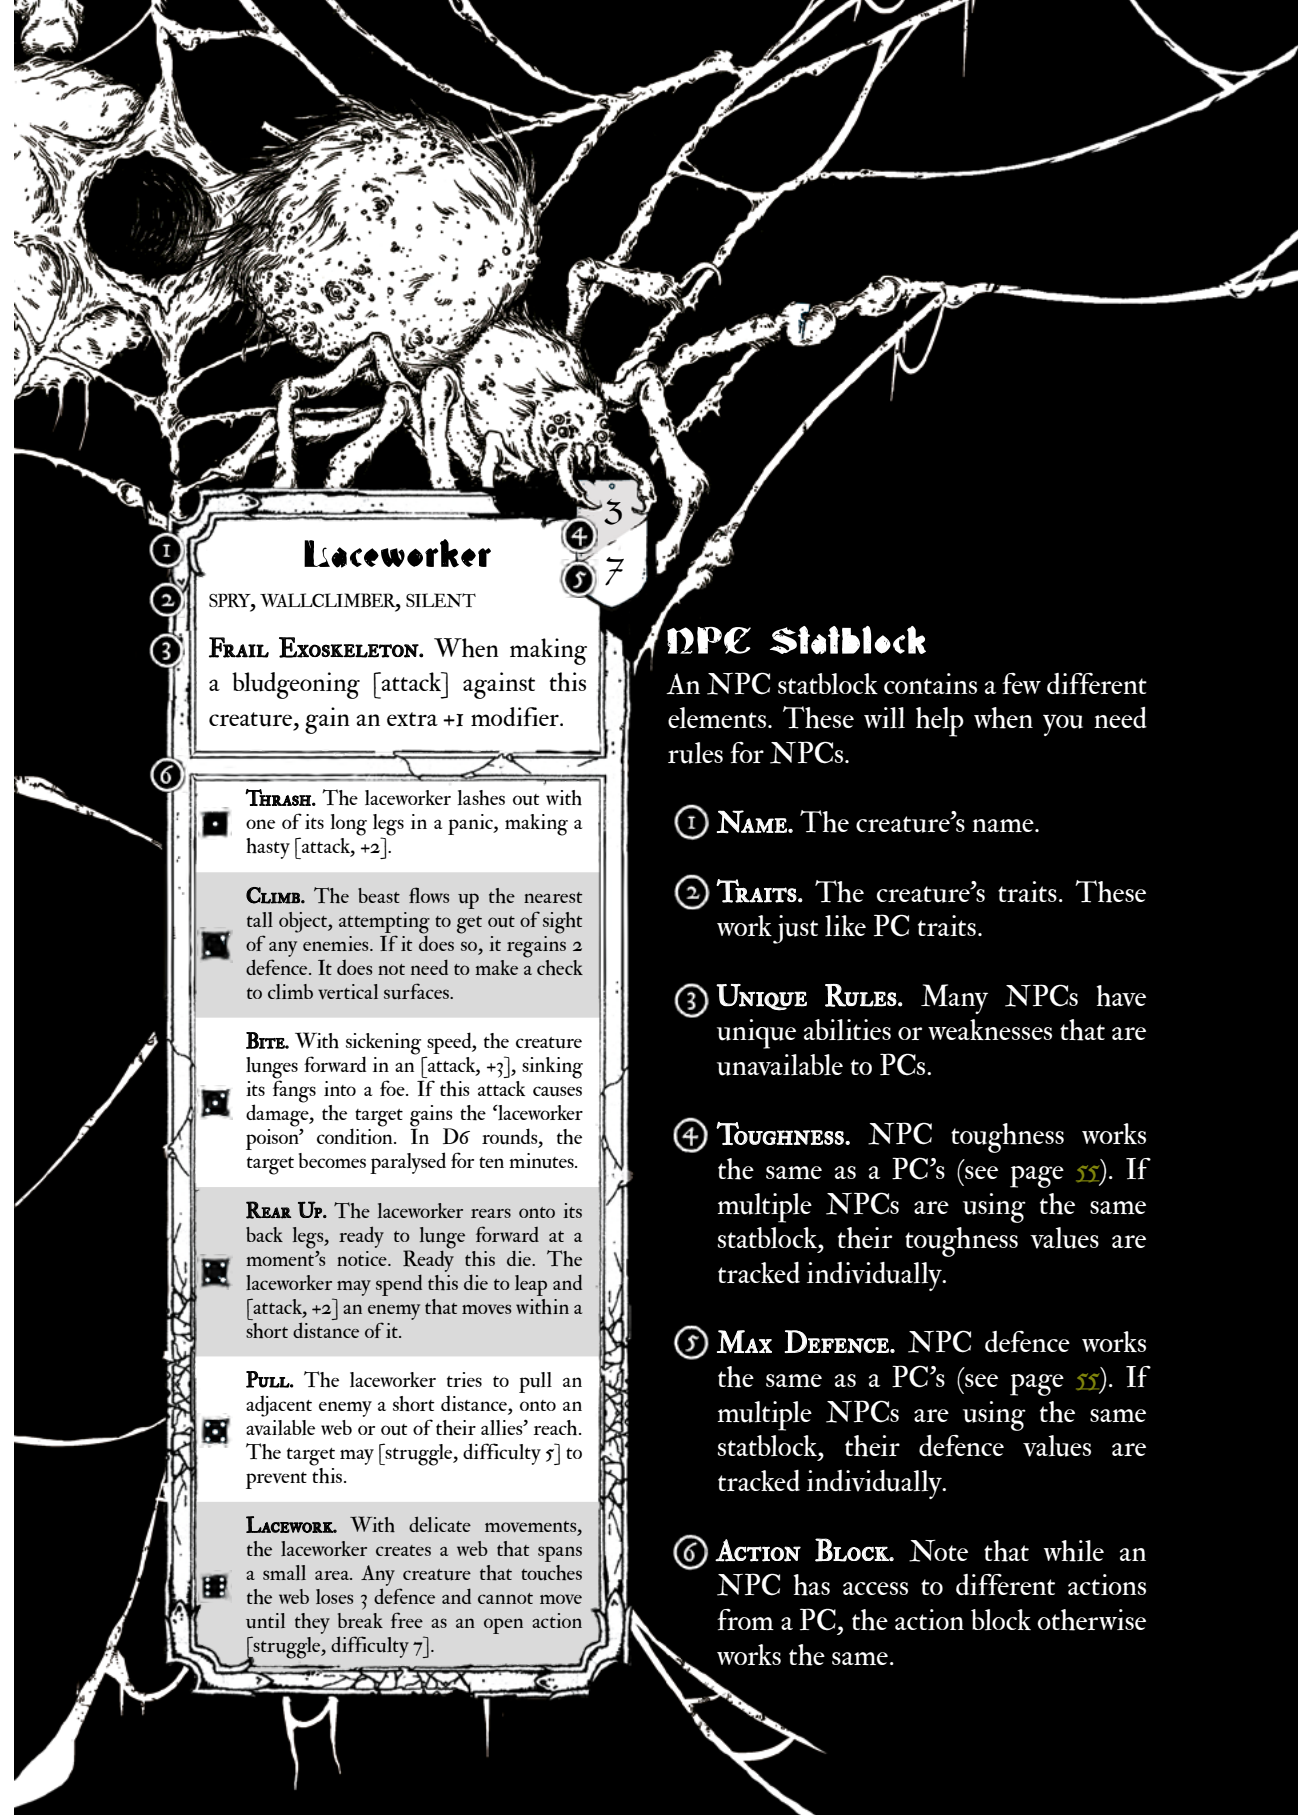 3
4
1
Laceworker
5
7
2
SPRY, WALLCLIMBER, SILENT
3
Frail Exoskeleton. When making
a bludgeoning [attack] against this
creature, gain an extra +1 modifier.
6
Thrash. The laceworker lashes out with
one of its long legs in a panic, making a
hasty [attack, +2].
Climb. The beast flows up the nearest
tall object, attempting to get out of sight
of any enemies. If it does so, it regains 2
defence. It does not need to make a check
to climb vertical surfaces.
Bite. With sickening speed, the creature
lunges forward in an [attack, +3], sinking
its fangs into a foe. If this attack causes
damage, the target gains the ‘laceworker
poison’ condition. In D6 rounds, the
target becomes paralysed for ten minutes.
Rear Up. The laceworker rears onto its
back legs, ready to lunge forward at a
moment’s notice. Ready this die. The
laceworker may spend this die to leap and
[attack, +2] an enemy that moves within a
short distance of it.
Pull. The laceworker tries to pull an
adjacent enemy a short distance, onto an
available web or out of their allies’ reach.
The target may [struggle, difficulty 5] to
prevent this.
Lacework. With delicate movements,
the laceworker creates a web that spans
a small area. Any creature that touches
the web loses 3 defence and cannot move
until they break free as an open action
[struggle, difficulty 7].
NPC Statblock
An NPC statblock contains a few different
elements. These will help when you need
rules for NPCs.
1 Name. The creature’s name.
2 Traits. The creature’s traits. These
work just like PC traits.
3 Unique Rules. Many NPCs have
unique abilities or weaknesses that are
unavailable to PCs.
4 Toughness. NPC toughness works
the same as a PC’s (see page 55). If
multiple NPCs are using the same
statblock, their toughness values are
tracked individually.
5 Max Defence. NPC defence works
the same as a PC’s (see page 55). If
multiple NPCs are using the same
statblock, their defence values are
tracked individually.
6 Action Block. Note that while an
NPC has access to different actions
from a PC, the action block otherwise
works the same.